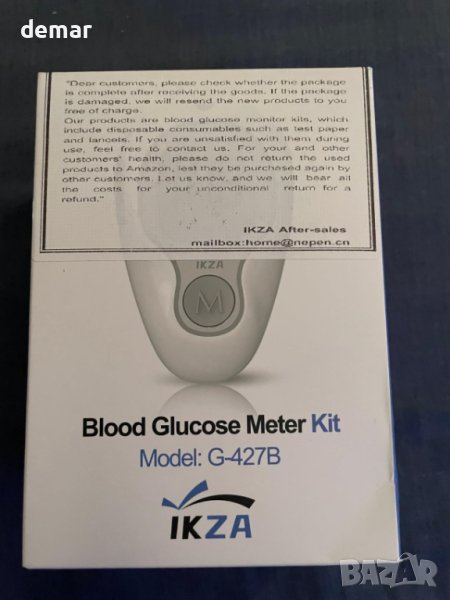 demar
"Dear customers, please check whether the package
is complete after receiving the goods. If the package
is damaged, we will resend the new products to you
free of charge.
Our products are blood glucose monitor kits, which
include disposable consumables such as test paper
and lancets. If you are unsatisfied with them during
use, feel free to contact us. For your and other
customers' health, please do not return the used
products to Amazon, lest they be purchased again by
other customers. Let us know, and we will bear all
the costs for your unconditional return for a
refund."
IKZA After-sales
mailbox:home@nepen.cn
IKZA
M
Blood Glucose Meter Kit
Model: G-427B
IKZA
BAZAR